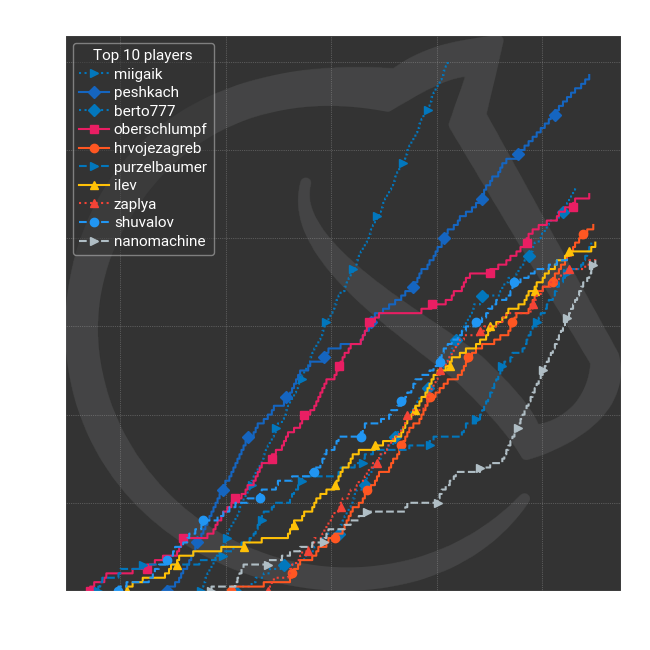 Top 10 players
miigaik
peshkach
berto777
oberschlumpf
hrvojezagreb
purzelbaumer
ilev
zaplya
shuvalov
nanomachine